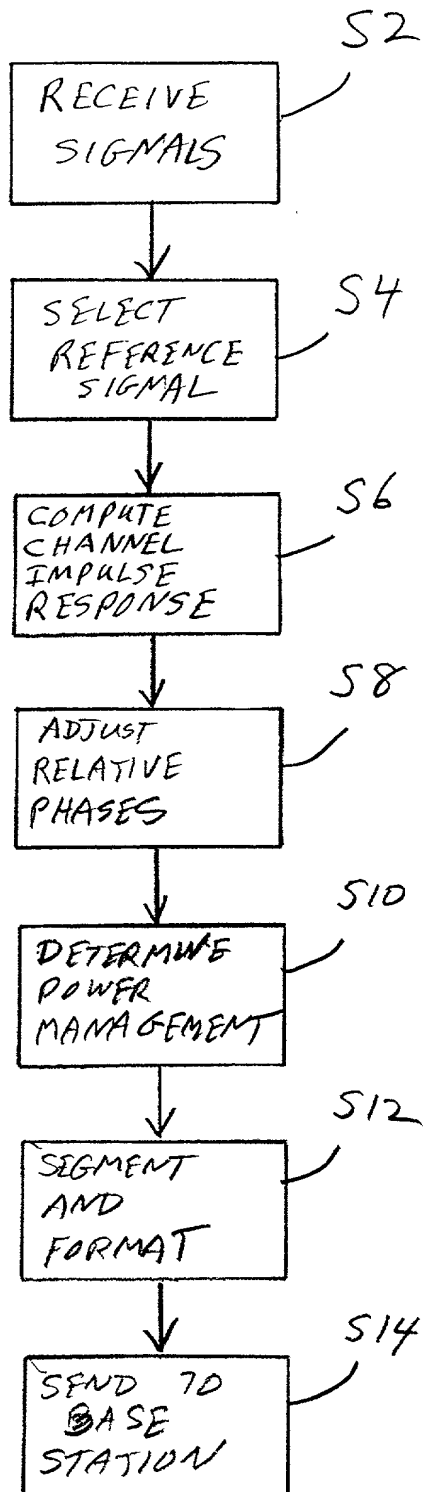 S2
RECEIVE
SIGNALS
S4
SELECT
REFERENCE
SIGNAL
S6
COMPUTE
CHANNEL
IMPULSE
RESPONSE
S8
ADJUST
RELATIVE
PHASES
S10
DETERMINE
POWER
MANAGEMENT
S12
SEGMENT
AND
FORMAT
S14
SEND TO
BASE
STATION